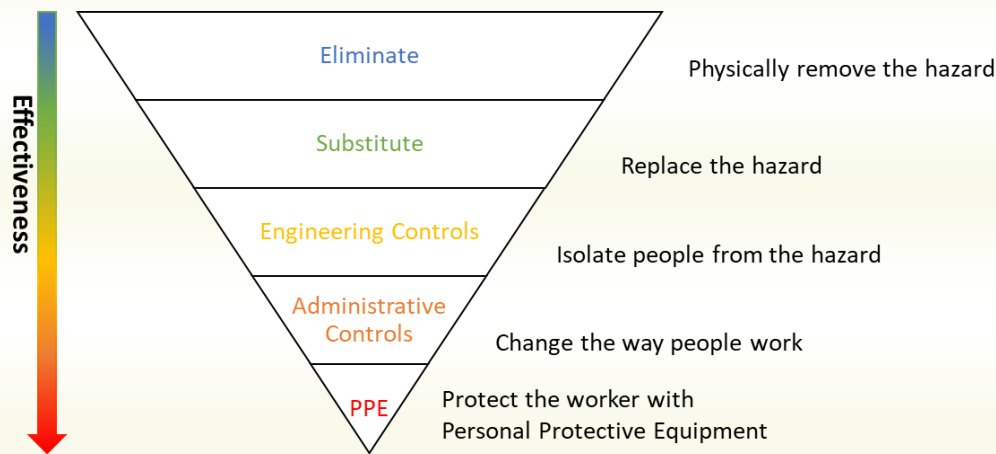 Effectiveness
Eliminate
Physically remove the hazard
Substitute
Replace the hazard
Engineering Controls
Isolate people from the hazard
Administrative
Controls
Change the way people work
PPE
Protect the worker with
Personal Protective Equipment